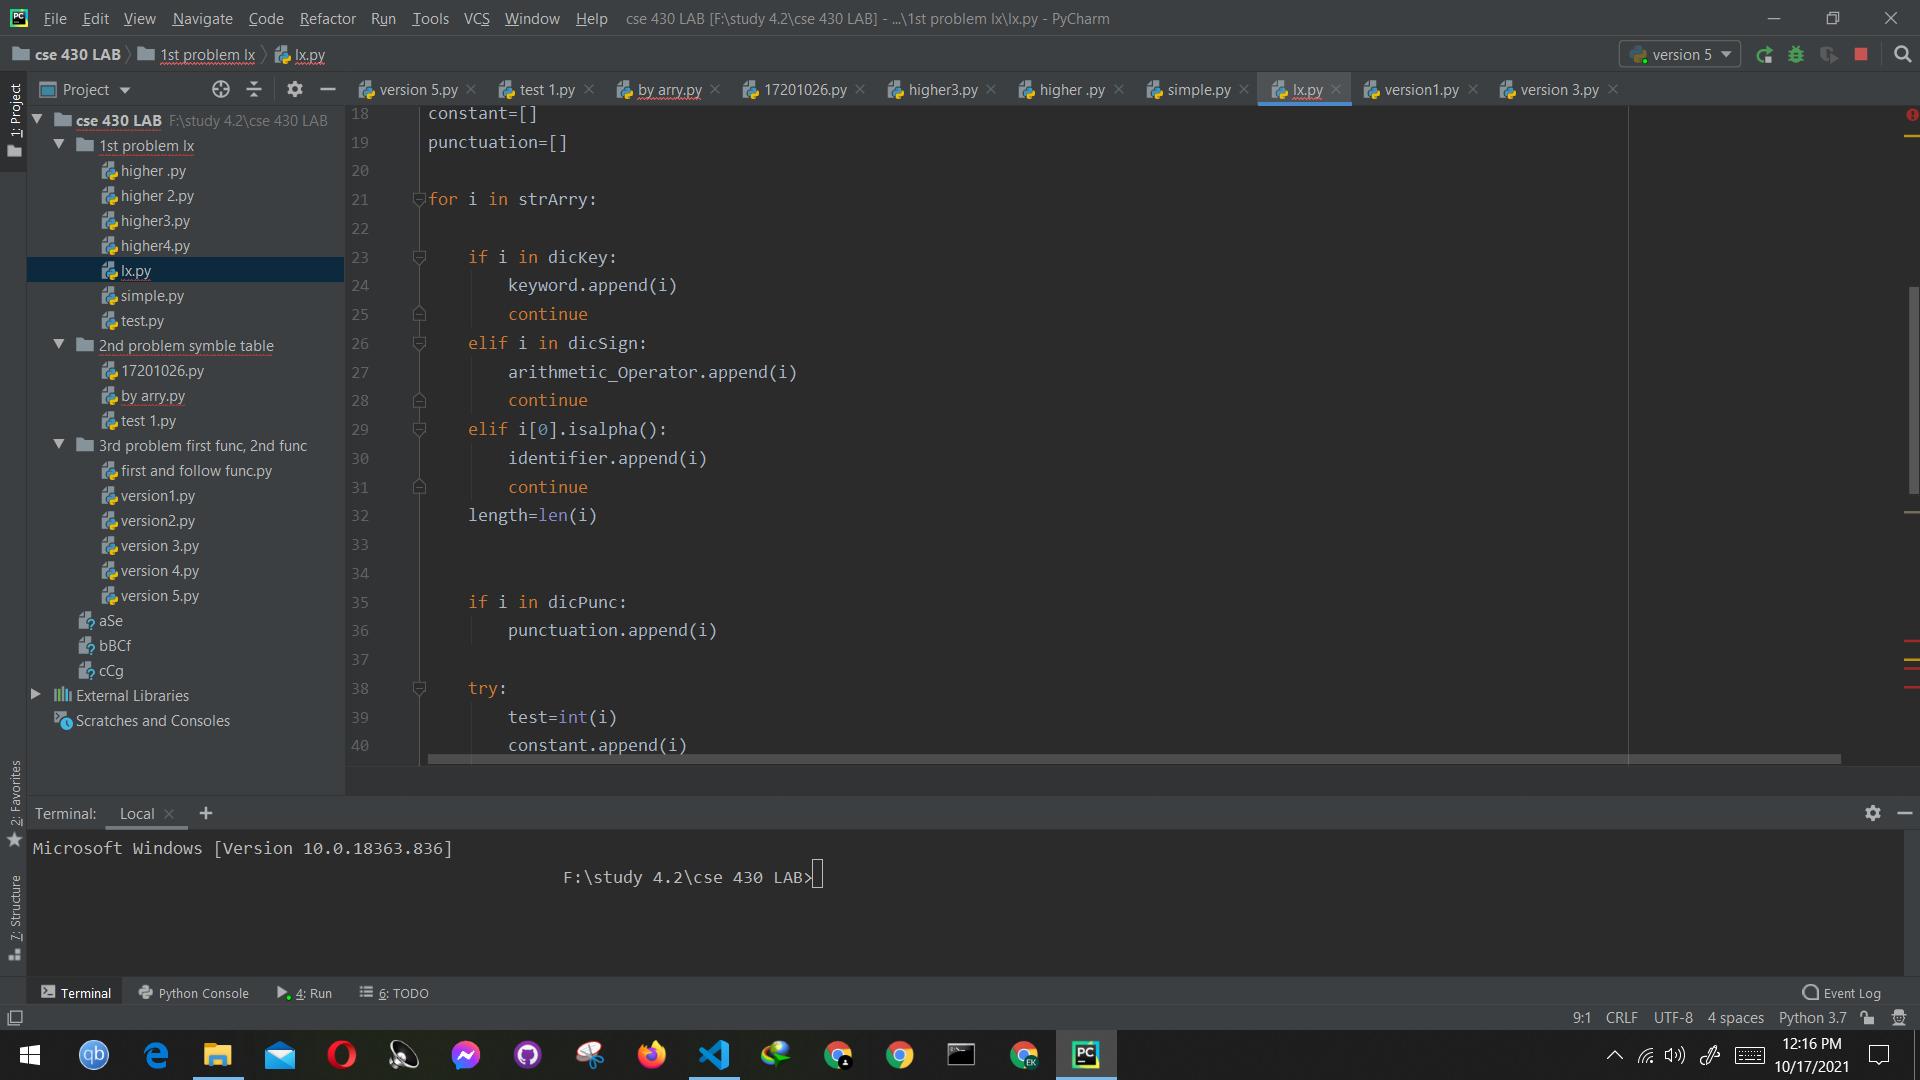 File Edit View Navigate Code Refactor Run Tools VCS Window Help cse 430 LAB [F:\study 4.2\cse 430 LAB] - ...\1st problem lx\lx.py - PyCharm
cse 430 LAB 1st problem lx lx.py version 5
Project version 5.py test 1.py by arry.py 17201026.py higher3.py higher .py simple.py lx.py version1.py version 3.py
1: Project
cse 430 LAB F:\study 4.2\cse 430 LAB
1st problem lx
higher .py
higher 2.py
higher3.py
higher4.py
lx.py
simple.py
test.py
2nd problem symble table
17201026.py
by arry.py
test 1.py
3rd problem first func, 2nd func
first and follow func.py
version1.py
version2.py
version 3.py
version 4.py
version 5.py
aSe
bBCf
cCg
External Libraries
Scratches and Consoles
2: Favorites
7: Structure
18 constant=[]
19 punctuation=[]
20
21 for i in strArry:
22
23 if i in dicKey:
24 keyword.append(i)
25 continue
26 elif i in dicSign:
27 arithmetic_Operator.append(i)
28 continue
29 elif i[0].isalpha():
30 identifier.append(i)
31 continue
32 length=len(i)
33
34
35 if i in dicPunc:
36 punctuation.append(i)
37
38 try:
39 test=int(i)
40 constant.append(i)
Terminal: Local +
Microsoft Windows [Version 10.0.18363.836]
F:\study 4.2\cse 430 LAB>
Terminal Python Console 4: Run 6: TODO Event Log
9:1 CRLF UTF-8 4 spaces Python 3.7
qb EK PC 12:16 PM
10/17/2021